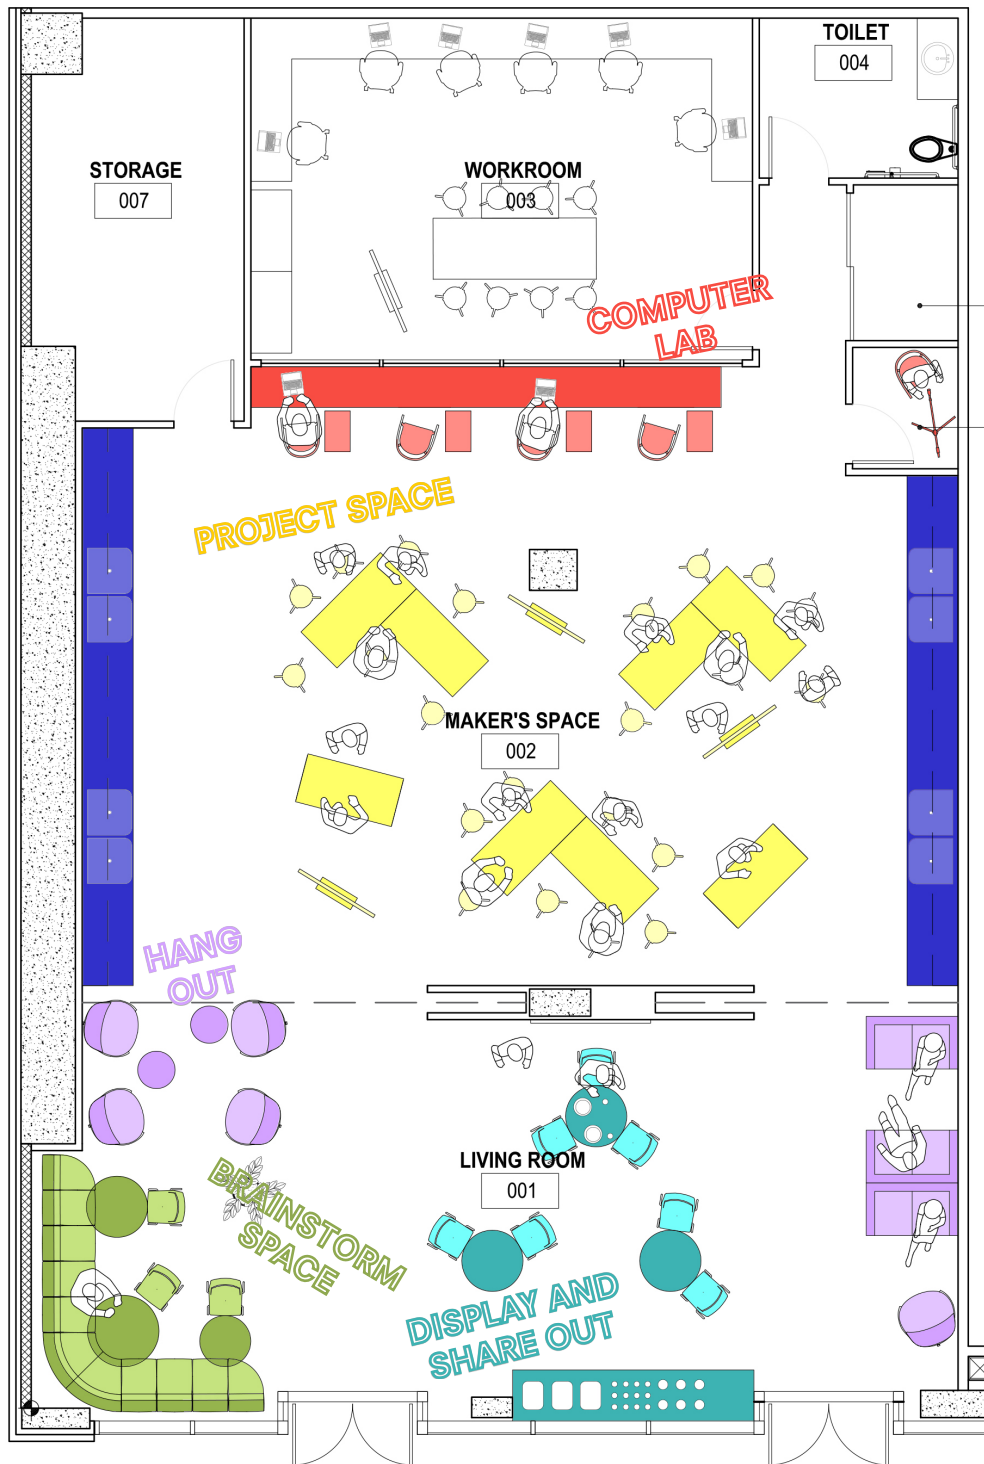 TOILET
004
STORAGE
007
WORKROOM
003
COMPUTER
LAB
PROJECT SPACE
MAKER'S SPACE
002
HANG
OUT
LIVING ROOM
001
BRAINSTORM
SPACE
DISPLAY AND
SHARE OUT